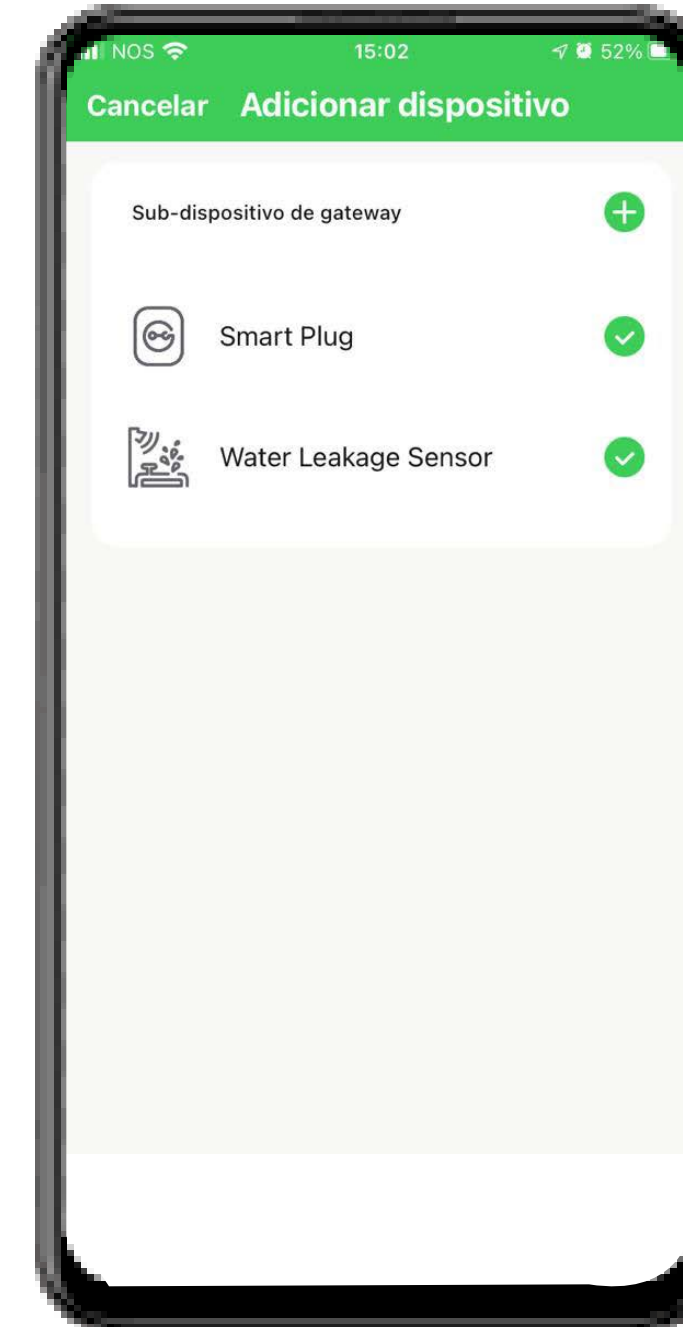 NOS 15:02 52%
Cancelar Adicionar dispositivo
Sub-dispositivo de gateway
Smart Plug
Water Leakage Sensor